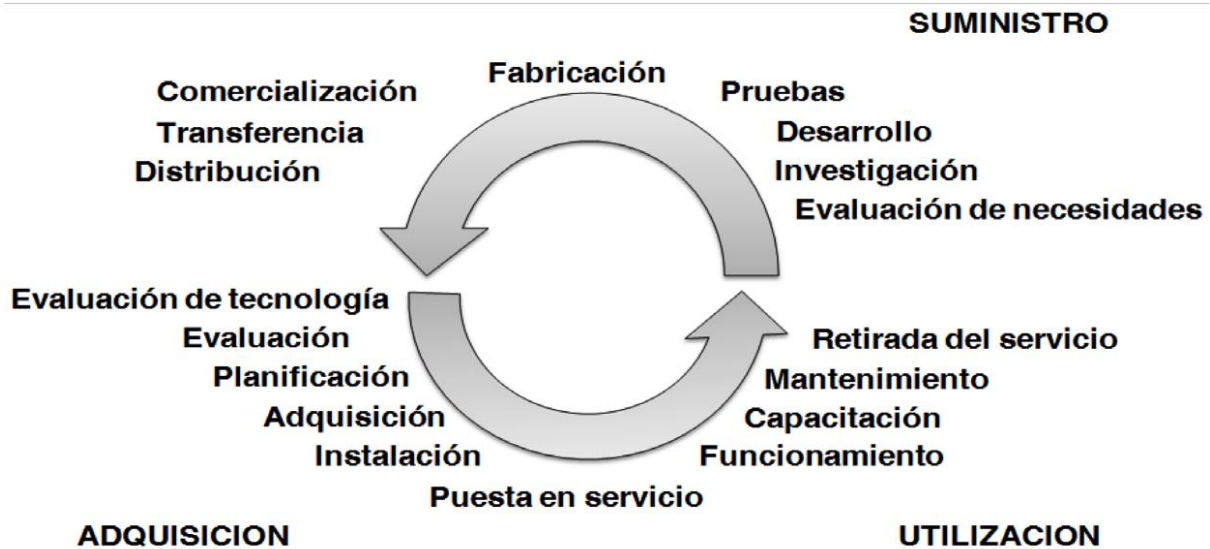 SUMINISTRO
Fabricación
Comercialización
Pruebas
Transferencia
Desarrollo
Distribución
Investigación
Evaluación de necesidades
Evaluación de tecnología
Evaluación
Retirada del servicio
Planificación
Mantenimiento
Adquisición
Capacitación
Instalación
Funcionamiento
Puesta en servicio
ADQUISICION
UTILIZACION